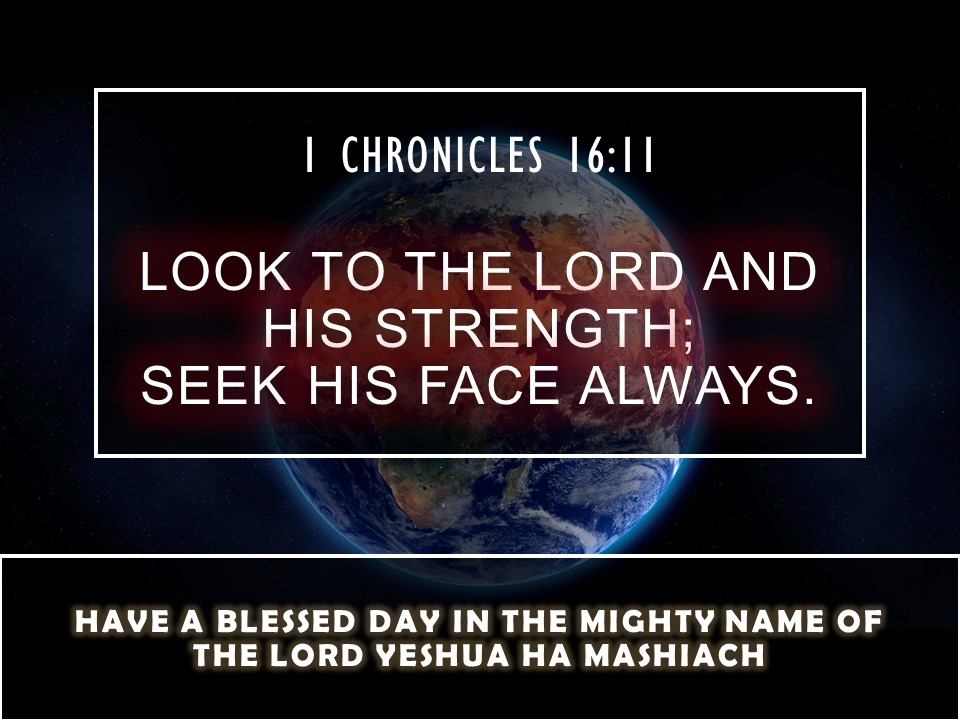 1 CHRONICLES 16:11
LOOK TO THE LORD AND
HIS STRENGTH;
SEEK HIS FACE ALWAYS.
HAVE A BLESSED DAY IN THE MIGHTY NAME OF
THE LORD YESHUA HA MASHIACH